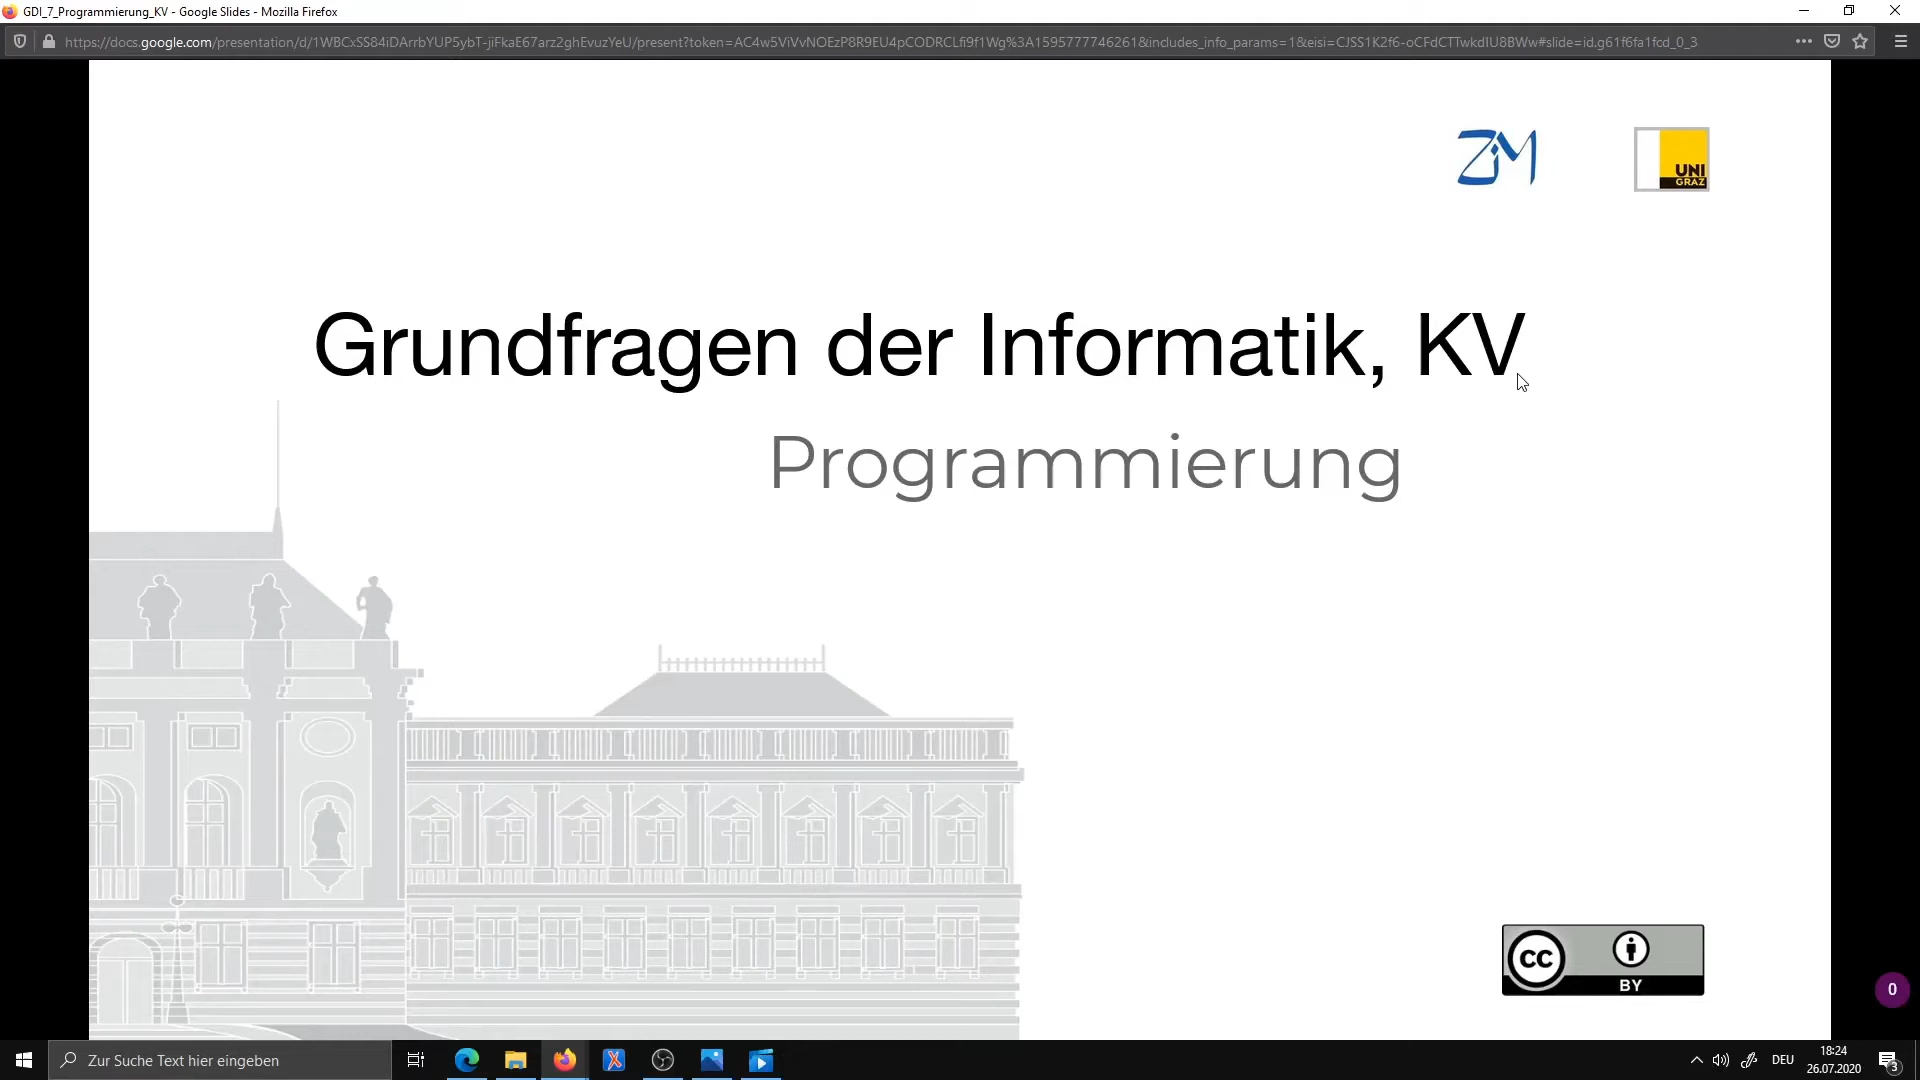 GDI_7_Programmierung_KV - Google Slides - Mozilla Firefox
https://docs.google.com/presentation/d/1WBCxSS84iDArrbYUP5ybT-jiFkaE67arz2ghEvuzYeU/present?token=AC4w5ViVvNOEzP8R9EU4pCODRCLfi9f1Wg%3A1595777746261&includes_info_params=1&eisi=CJSS1K2f6-oCFdCTTwkdIU8BWw#slide=id.g61f6fa1fcd_0_3
ZIM
UNI
GRAZ
Grundfragen der Informatik, KV
Programmierung
cc
BY
0
Zur Suche Text hier eingeben
DEU
18:24
26.07.2020
3